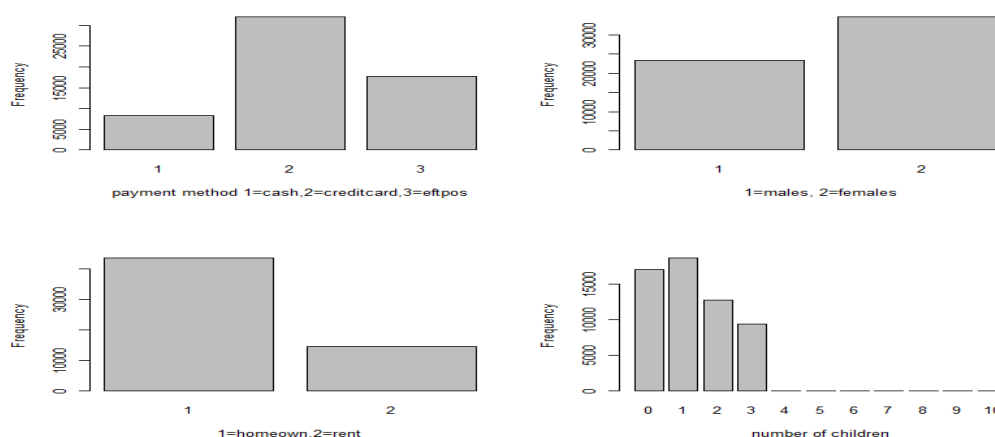 Frequency
0 5000 15000 25000
1 2 3
payment method 1=cash,2=creditcard,3=eftpos
Frequency
0 10000 20000 30000
1 2
1=males, 2=females
Frequency
0 10000 30000
1 2
1=homeown,2=rent
Frequency
0 5000 10000 15000
0 1 2 3 4 5 6 7 8 9 10
number of children